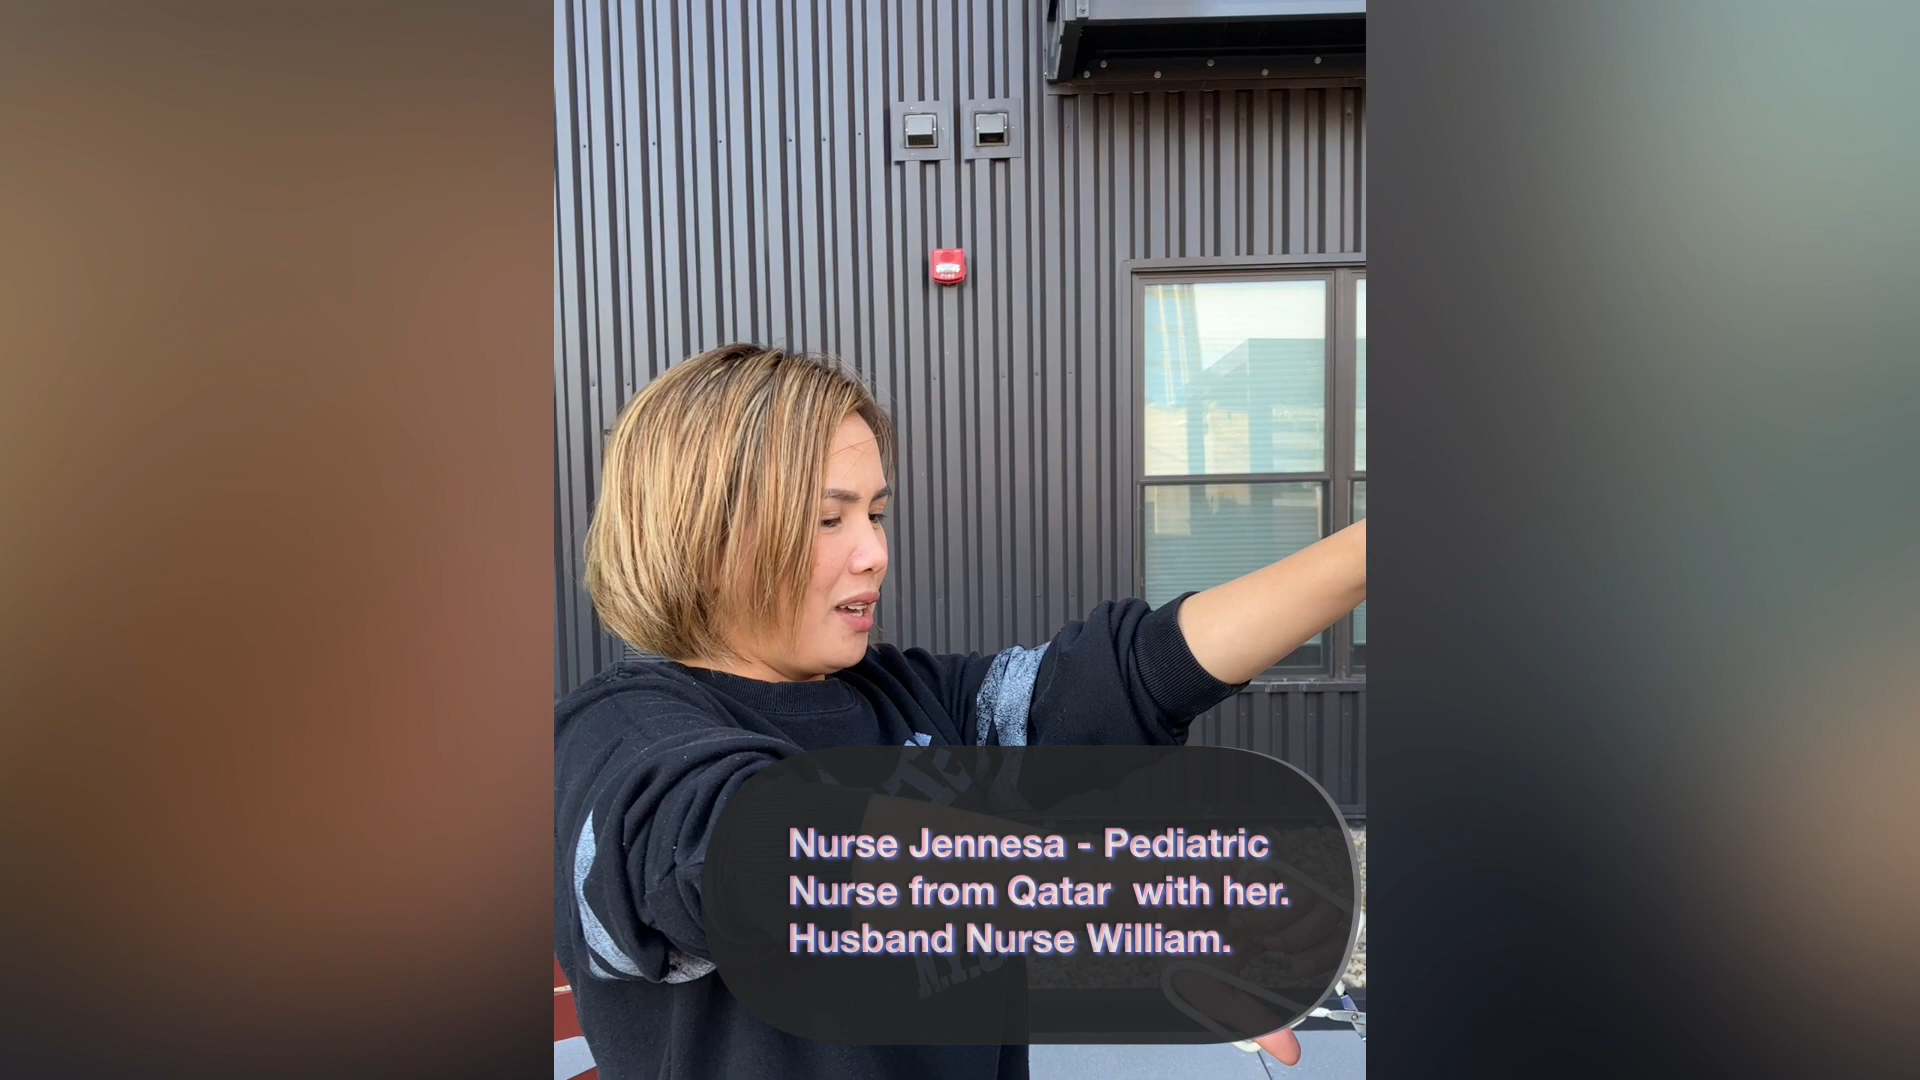 Nurse Jennesa - Pediatric
Nurse from Qatar  with her.
Husband Nurse William.